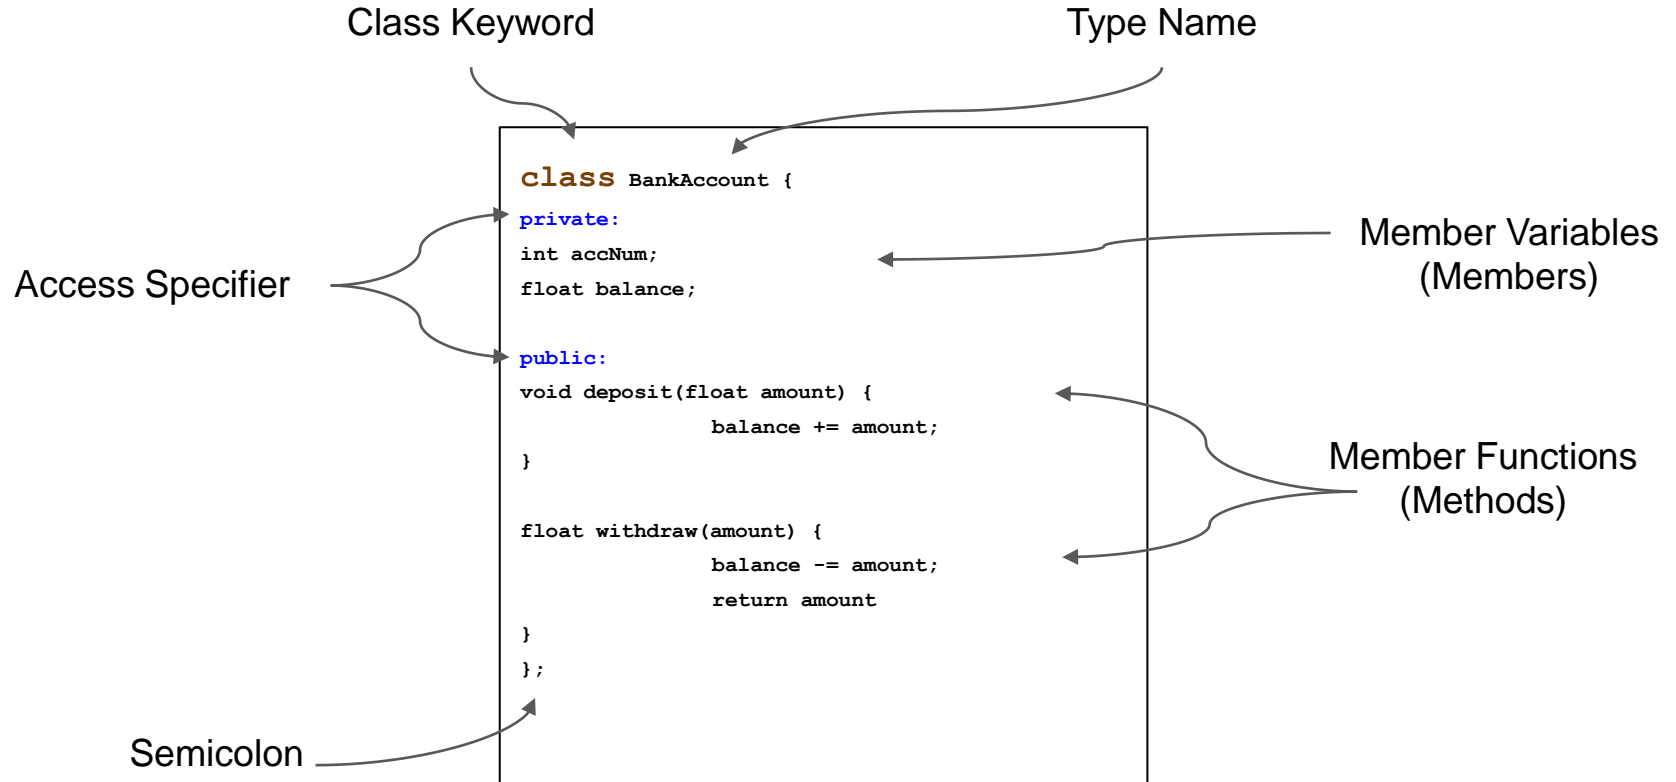 Class Keyword
Type Name
class BankAccount {
private:
int accNum;
float balance;
public:
void deposit(float amount) {
balance += amount;
}
float withdraw(amount) {
balance -= amount;
return amount
}
};
Access Specifier
Member Variables
(Members)
Member Functions
(Methods)
Semicolon